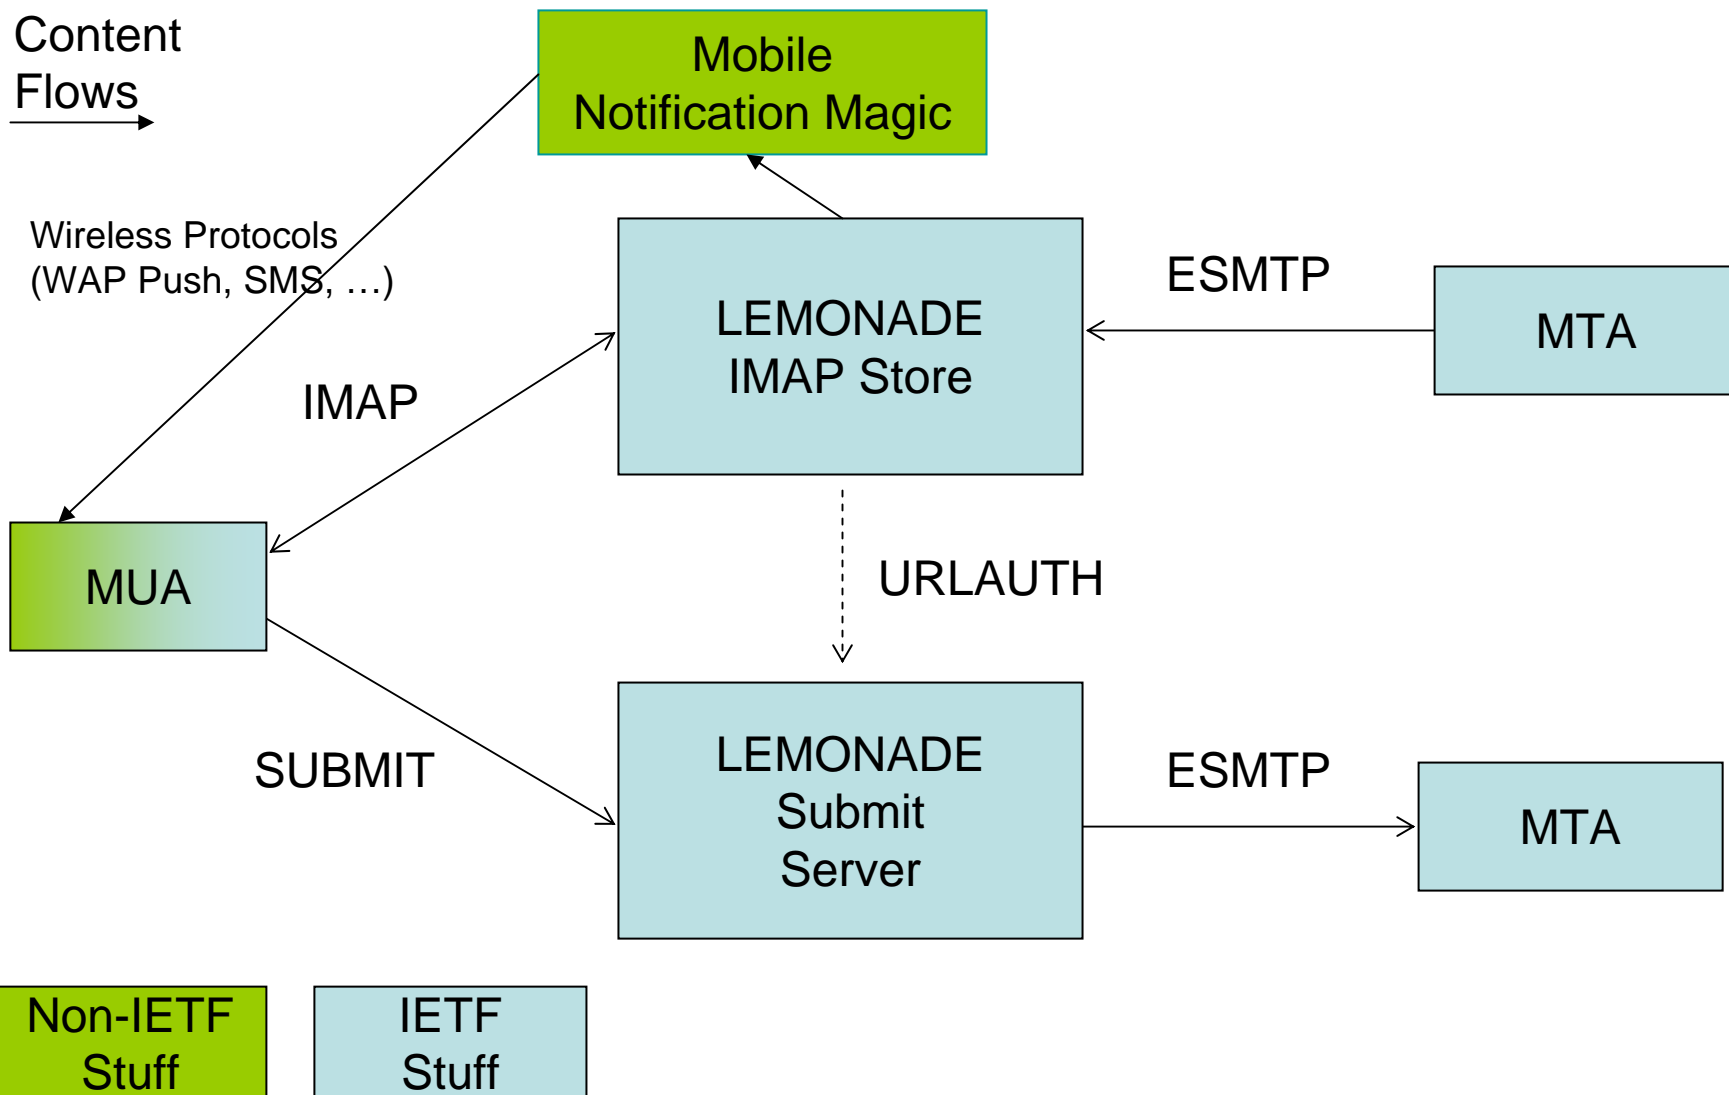 Content
Flows
Mobile
Notification Magic
Wireless Protocols
(WAP Push, SMS, …)
ESMTP
LEMONADE
IMAP Store
MTA
IMAP
MUA
URLAUTH
SUBMIT
LEMONADE
Submit
Server
ESMTP
MTA
Non-IETF
Stuff
IETF
Stuff